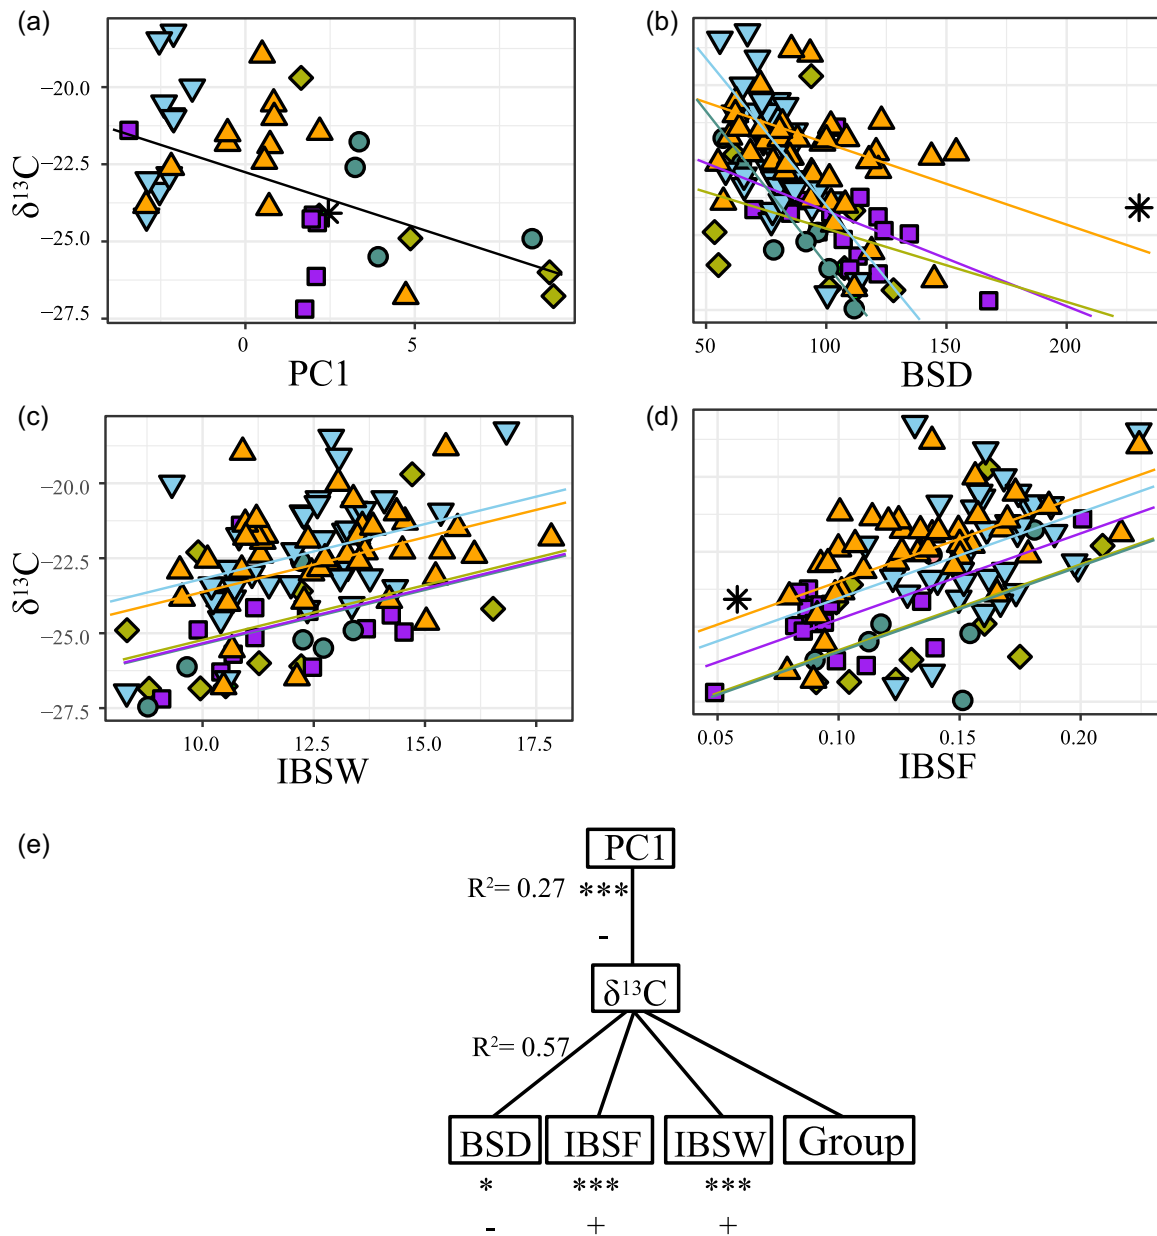 (a)
δ¹³C
−20.0
−22.5
−25.0
−27.5
0
5
PC1
(b)
50
100
150
200
BSD
(c)
δ¹³C
−20.0
−22.5
−25.0
−27.5
10.0
12.5
15.0
17.5
IBSW
(d)
0.05
0.10
0.15
0.20
IBSF
(e)
PC1
R²= 0.27 ***
-
δ¹³C
R²= 0.57
BSD IBSF IBSW Group
* *** ***
- + +